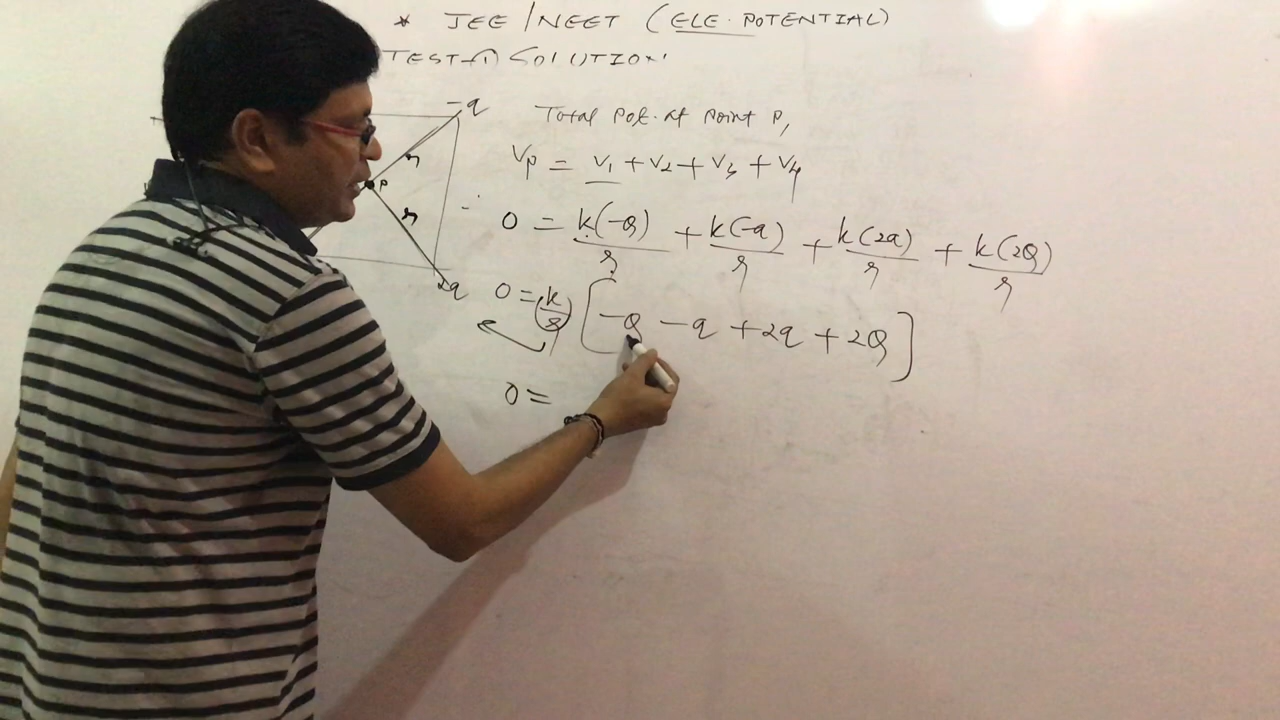 * JEE/NEET (ELE. POTENTIAL)
TEST-1) SOLUTION:
-q
Total Pot. at point P,
VP = V1 + V2 + V3 + V4
P
r
r
0 = k(-Q)/r + k(-q)/r + k(2q)/r + k(2Q)/r
2q
0 = (k/r) [-Q - q + 2q + 2Q]
0 =